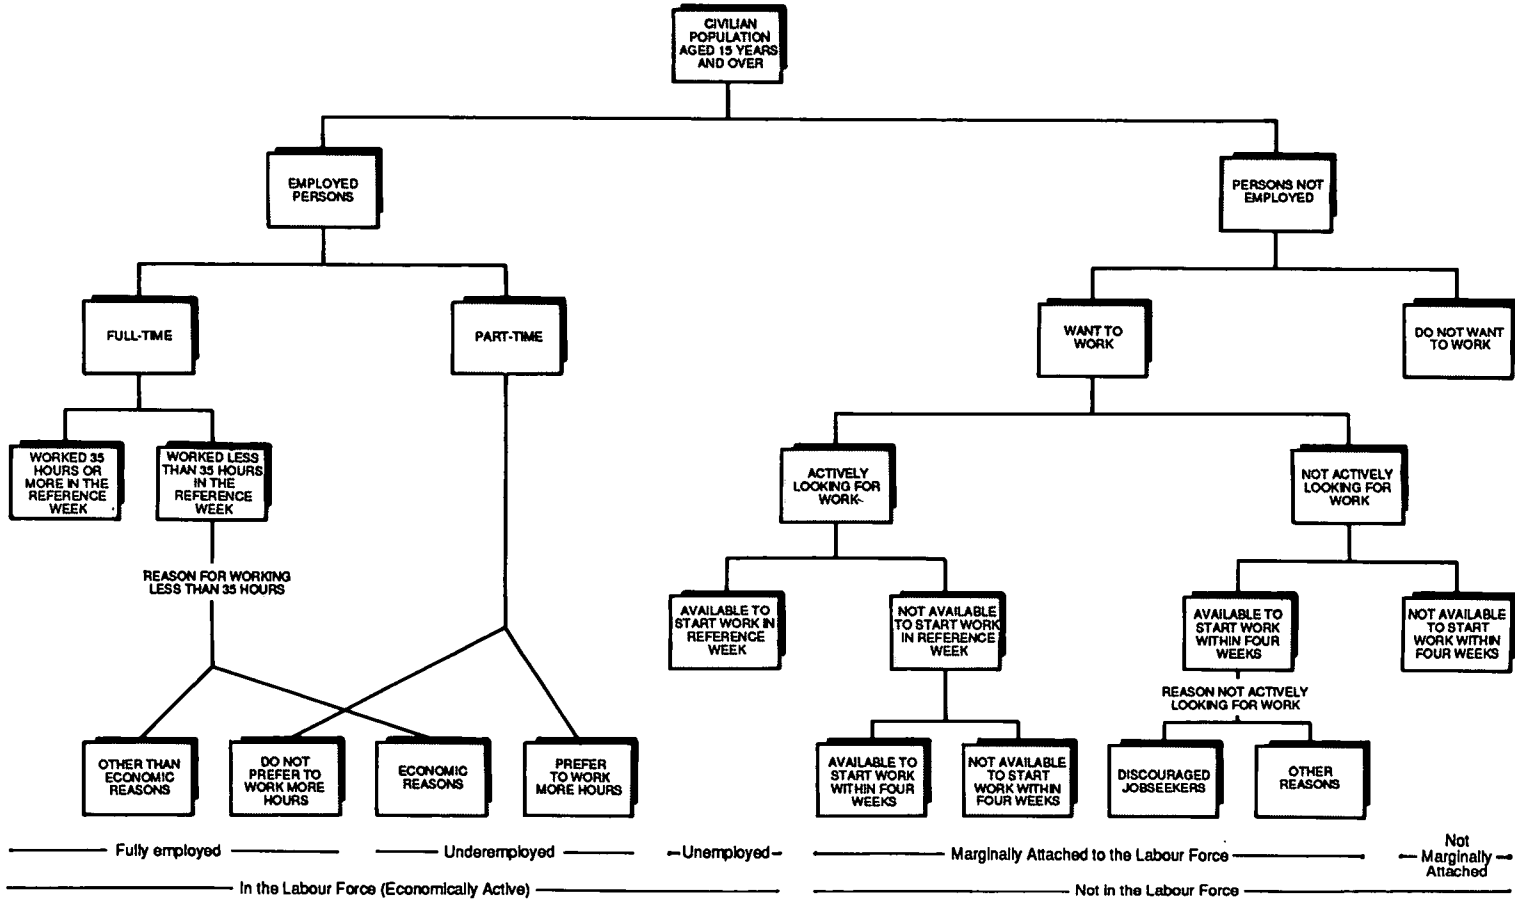 CIVILIAN
POPULATION
AGED 15 YEARS
AND OVER
EMPLOYED
PERSONS
PERSONS NOT
EMPLOYED
FULL-TIME
PART-TIME
WANT TO
WORK
DO NOT WANT
TO WORK
WORKED 35
HOURS OR
MORE IN THE
REFERENCE
WEEK
WORKED LESS
THAN 35 HOURS
IN THE
REFERENCE
WEEK
ACTIVELY
LOOKING FOR
WORK
NOT ACTIVELY
LOOKING FOR
WORK
REASON FOR WORKING
LESS THAN 35 HOURS
AVAILABLE TO
START WORK IN
REFERENCE
WEEK
NOT AVAILABLE
TO START WORK
IN REFERENCE
WEEK
AVAILABLE TO
START WORK
WITHIN FOUR
WEEKS
NOT AVAILABLE
TO START
WORK WITHIN
FOUR WEEKS
REASON NOT ACTIVELY
LOOKING FOR WORK
OTHER THAN
ECONOMIC
REASONS
DO NOT
PREFER TO
WORK MORE
HOURS
ECONOMIC
REASONS
PREFER
TO WORK
MORE HOURS
AVAILABLE TO
START WORK
WITHIN FOUR
WEEKS
NOT AVAILABLE
TO START
WORK WITHIN
FOUR WEEKS
DISCOURAGED
JOBSEEKERS
OTHER
REASONS
Fully employed
Underemployed
Unemployed
Marginally Attached to the Labour Force
Not
Marginally
Attached
In the Labour Force (Economically Active)
Not in the Labour Force